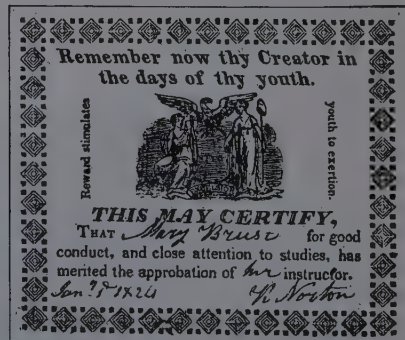 Remember now thy Creator in
the days of thy youth.
Reward stimulates
youth to exertion.
THIS MAY CERTIFY,
THAT Mary Bruse for good
conduct, and close attention to studies, has
merited the approbation of her instructor.
1824
Norton